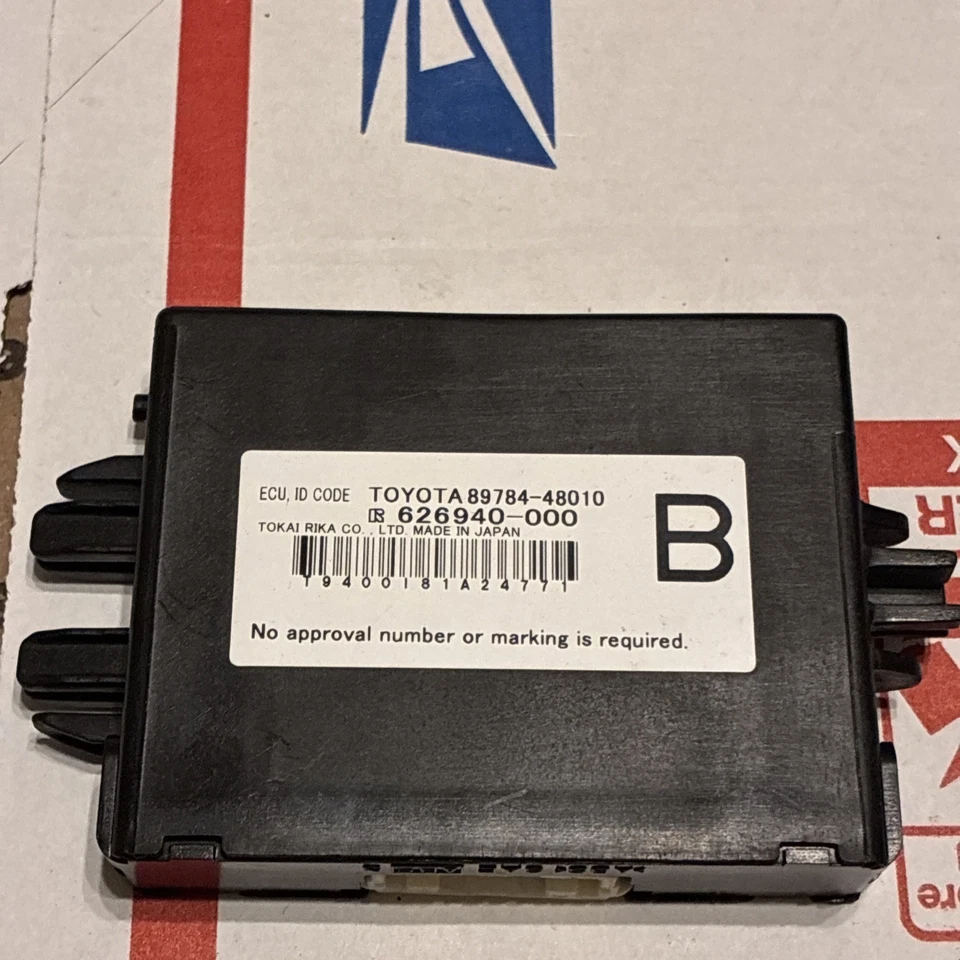 ECU, ID CODE TOYOTA 89784-48010
R 626940-000
TOKAI RIKA CO., LTD. MADE IN JAPAN
B
19400181A24771
No approval number or marking is required.